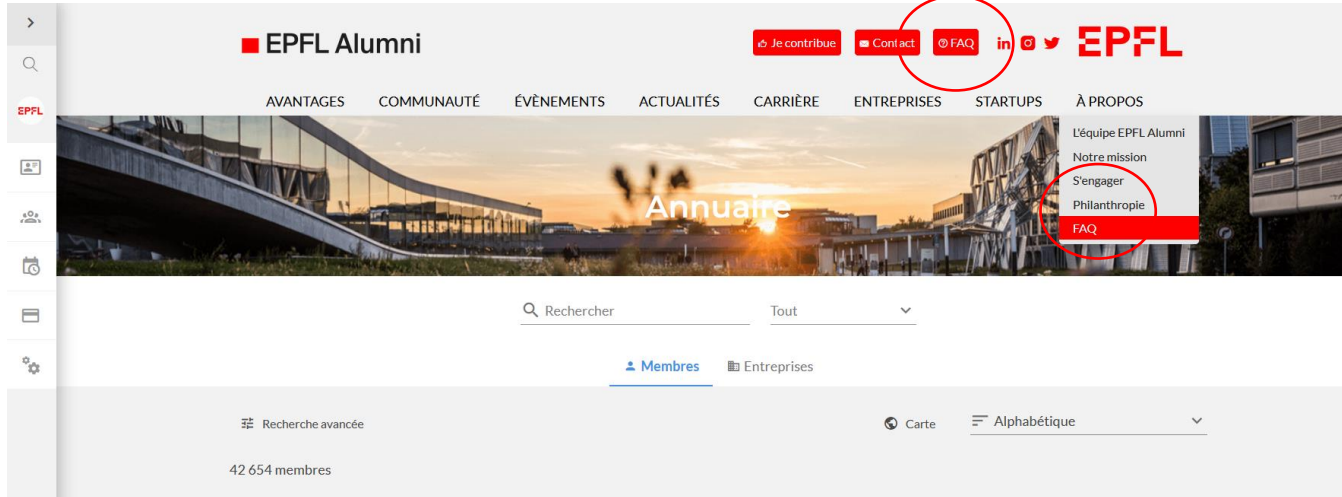 EPFL Alumni
Je contribue
Contact
FAQ
in
EPFL
EPFL
AVANTAGES COMMUNAUTÉ ÉVÈNEMENTS ACTUALITÉS CARRIÈRE ENTREPRISES STARTUPS À PROPOS
L'équipe EPFL Alumni
Notre mission
S'engager
Philanthropie
FAQ
Annuaire
Rechercher
Tout
Membres
Entreprises
Recherche avancée
Carte
Alphabétique
42 654 membres